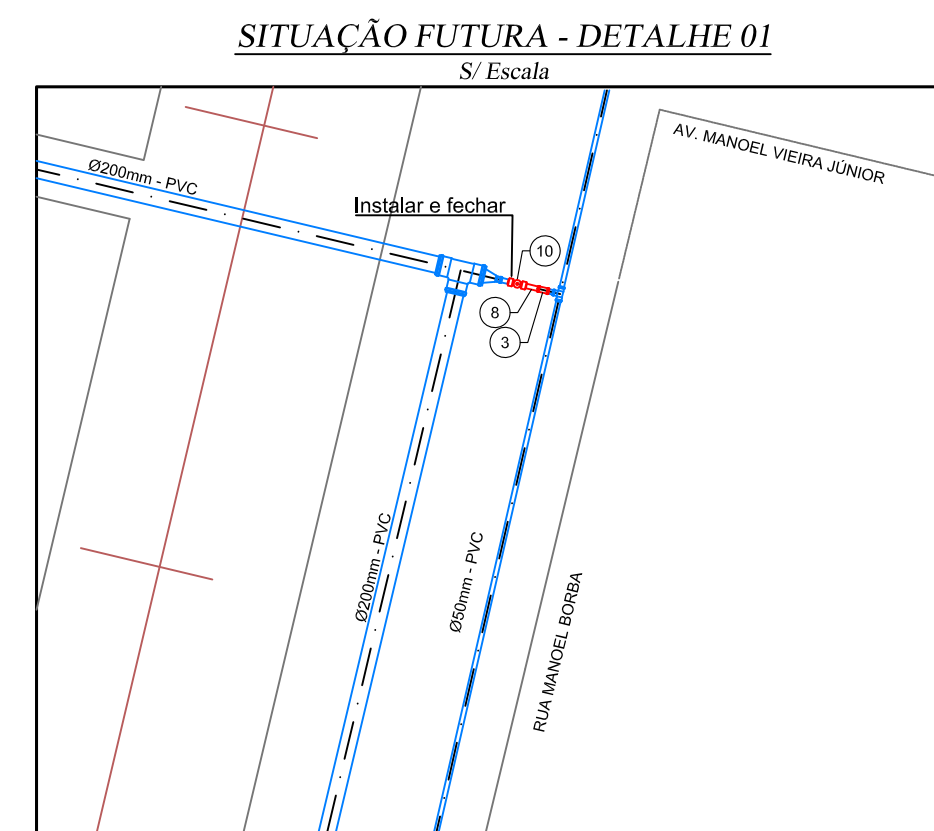 SITUAÇÃO FUTURA - DETALHE 01
S/ Escala
AV. MANOEL VIEIRA JÚNIOR
Ø200mm - PVC
Instalar e fechar
10
8
3
Ø200mm - PVC
Ø50mm - PVC
RUA MANOEL BORBA